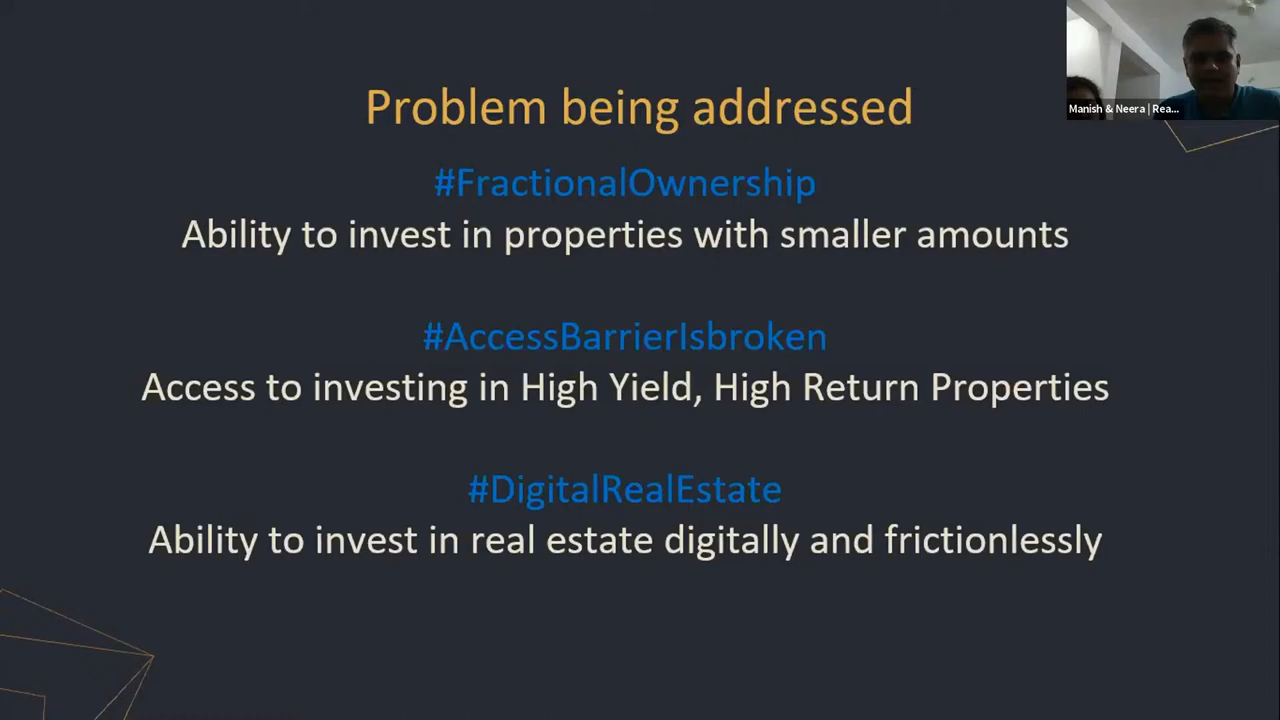 Problem being addressed
#FractionalOwnership
Ability to invest in properties with smaller amounts
#AccessBarrierIsbroken
Access to investing in High Yield, High Return Properties
#DigitalRealEstate
Ability to invest in real estate digitally and frictionlessly
Manish & Neera | Rea...